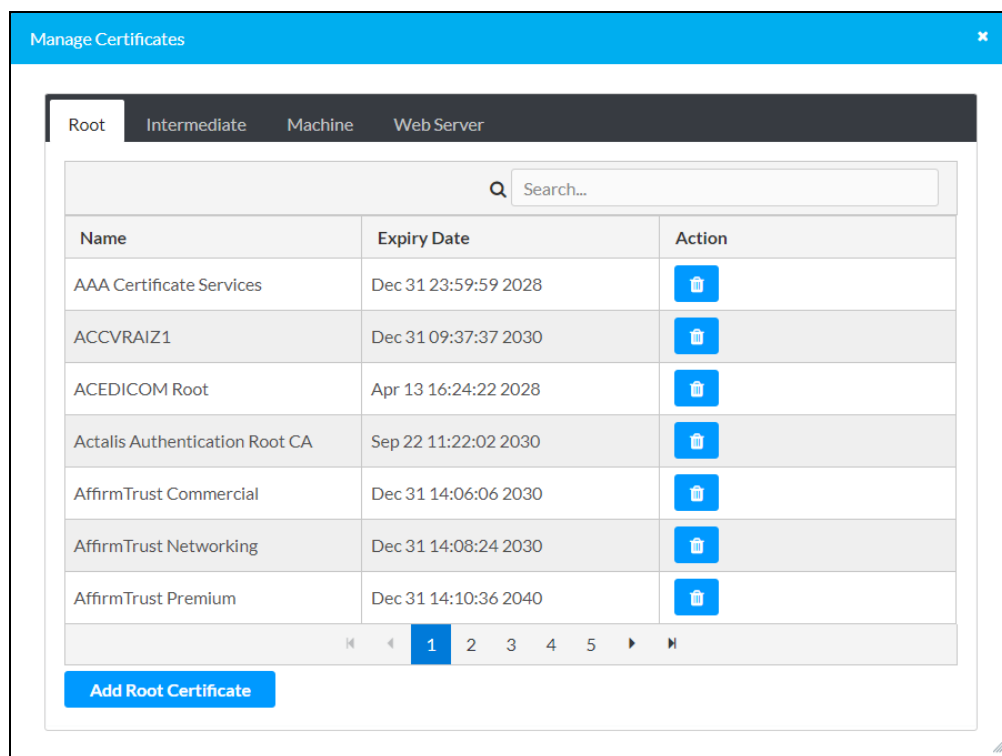 Manage Certificates
Root Intermediate Machine Web Server
Search...
Name Expiry Date Action
AAA Certificate Services Dec 31 23:59:59 2028
ACCVRAIZ1 Dec 31 09:37:37 2030
ACEDICOM Root Apr 13 16:24:22 2028
Actalis Authentication Root CA Sep 22 11:22:02 2030
AffirmTrust Commercial Dec 31 14:06:06 2030
AffirmTrust Networking Dec 31 14:08:24 2030
AffirmTrust Premium Dec 31 14:10:36 2040
1 2 3 4 5
Add Root Certificate